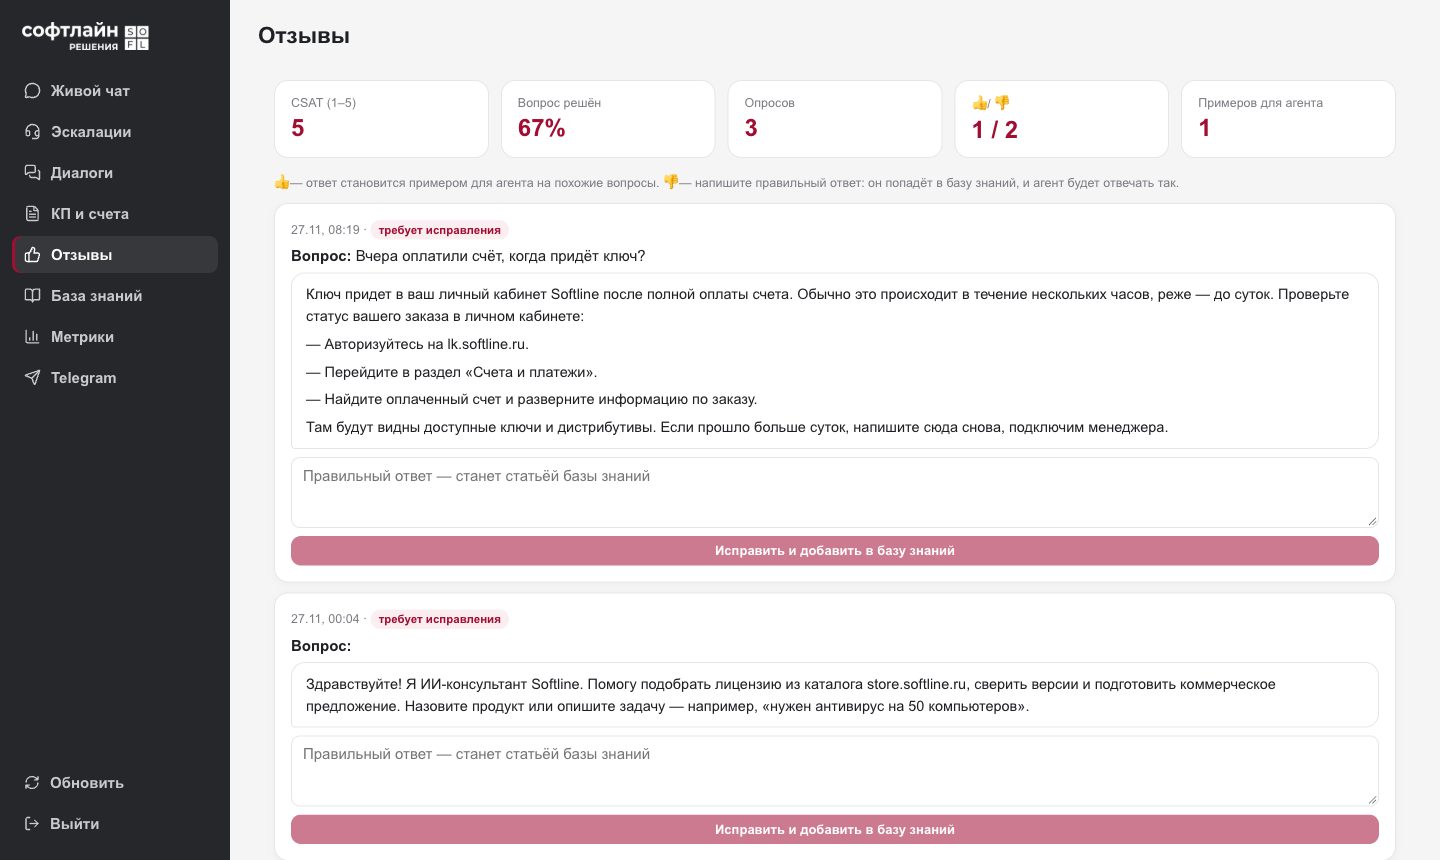 софтлайн
РЕШЕНИЯ
SO
FL
Живой чат
Эскалации
Диалоги
КП и счета
Отзывы
База знаний
Метрики
Telegram
Обновить
Выйти
Отзывы
CSAT (1–5)
5
Вопрос решён
67%
Опросов
3
👍/ 👎
1 / 2
Примеров для агента
1
👍— ответ становится примером для агента на похожие вопросы. 👎— напишите правильный ответ: он попадёт в базу знаний, и агент будет отвечать так.
27.11, 08:19 · требует исправления
Вопрос: Вчера оплатили счёт, когда придёт ключ?
Ключ придет в ваш личный кабинет Softline после полной оплаты счета. Обычно это происходит в течение нескольких часов, реже — до суток. Проверьте
статус вашего заказа в личном кабинете:
— Авторизуйтесь на lk.softline.ru.
— Перейдите в раздел «Счета и платежи».
— Найдите оплаченный счет и разверните информацию по заказу.
Там будут видны доступные ключи и дистрибутивы. Если прошло больше суток, напишите сюда снова, подключим менеджера.
Правильный ответ — станет статьёй базы знаний
Исправить и добавить в базу знаний
27.11, 00:04 · требует исправления
Вопрос:
Здравствуйте! Я ИИ-консультант Softline. Помогу подобрать лицензию из каталога store.softline.ru, сверить версии и подготовить коммерческое
предложение. Назовите продукт или опишите задачу — например, «нужен антивирус на 50 компьютеров».
Правильный ответ — станет статьёй базы знаний
Исправить и добавить в базу знаний